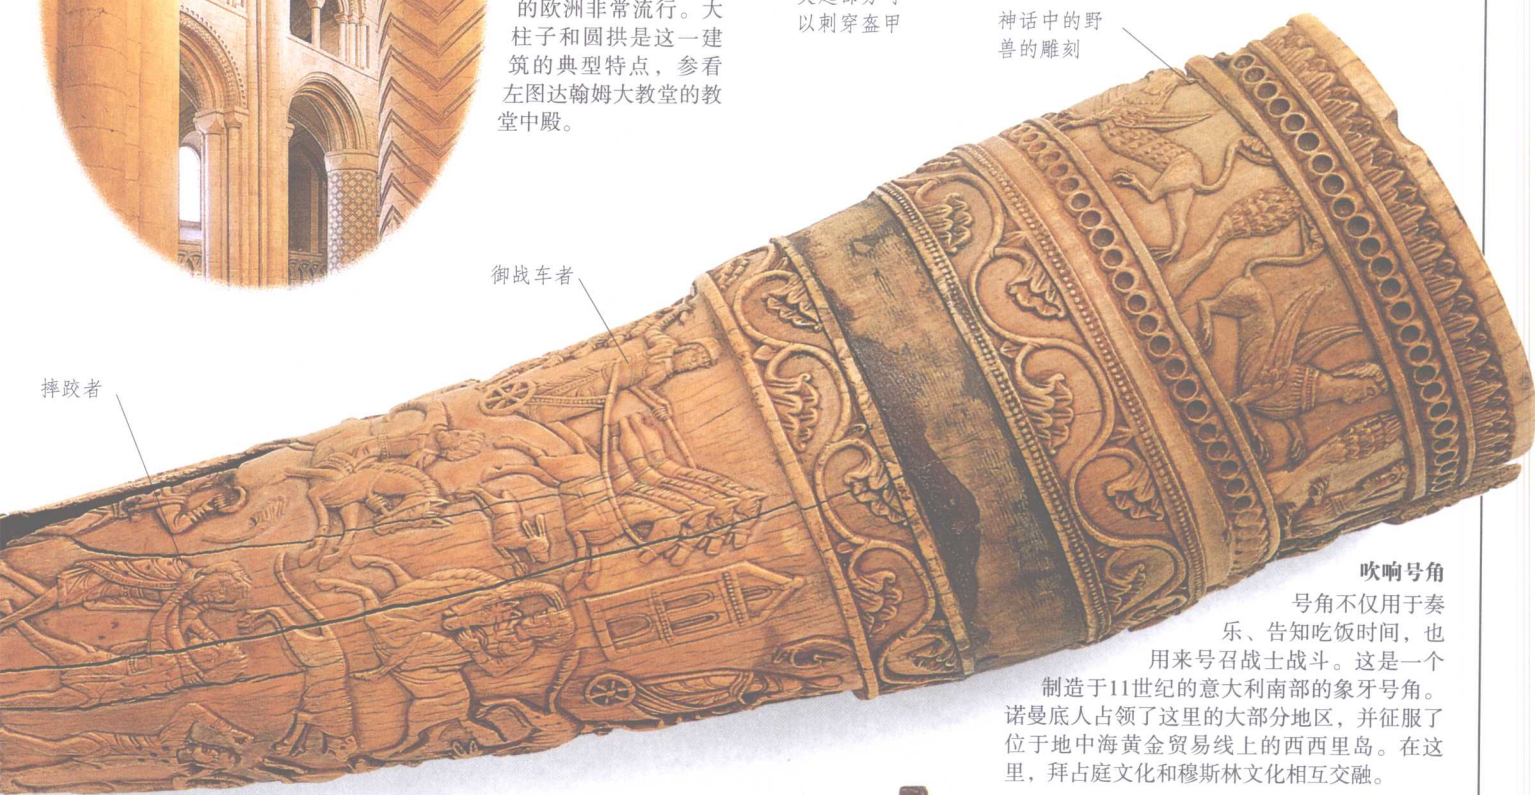 的欧洲非常流行。大
柱子和圆拱是这一建
筑的典型特点，参看
左图达翰姆大教堂的教
堂中殿。
以刺穿盔甲
神话中的野
兽的雕刻
御战车者
摔跤者
吹响号角
号角不仅用于奏
乐、告知吃饭时间，也
用来号召战士战斗。这是一个
制造于11世纪的意大利南部的象牙号角。
诺曼底人占领了这里的大部分地区，并征服了
位于地中海黄金贸易线上的西西里岛。在这
里，拜占庭文化和穆斯林文化相互交融。